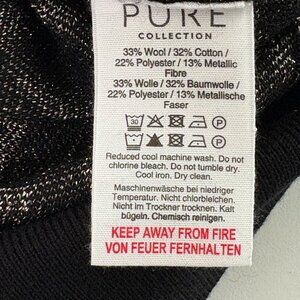 PURE
COLLECTION
33% Wool / 32% Cotton /
22% Polyester / 13% Metallic
Fibre
33% Wolle / 32% Baumwolle /
22% Polyester / 13% Metallische
Faser
30 P
P
Reduced cool machine wash. Do not
chlorine bleach. Do not tumble dry.
Cool iron. Dry clean.
Maschinenwäsche bei niedriger
Temperatur. Nicht chlorbleichen.
Nicht im Trockner trocknen. Kalt
bügeln. Chemisch reinigen.
KEEP AWAY FROM FIRE
VON FEUER FERNHALTEN